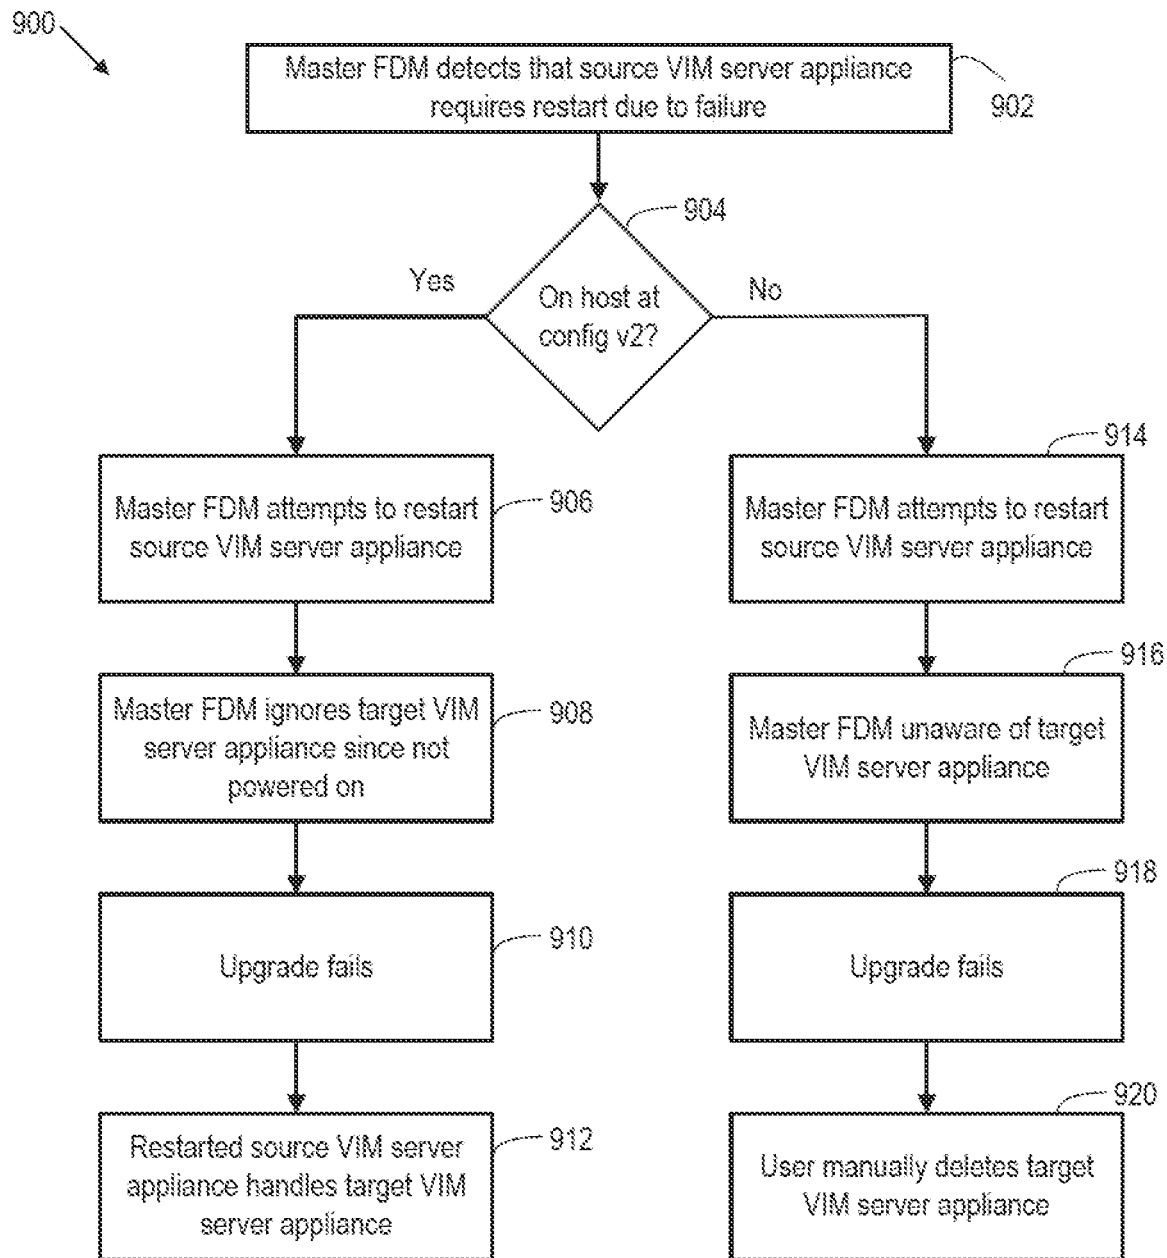 900
Master FDM detects that source VIM server appliance
requires restart due to failure
902
904
On host at
config v2?
Yes
No
Master FDM attempts to restart
source VIM server appliance
906
Master FDM ignores target VIM
server appliance since not
powered on
908
Upgrade fails
910
Restarted source VIM server
appliance handles target VIM
server appliance
912
914
Master FDM attempts to restart
source VIM server appliance
916
Master FDM unaware of target
VIM server appliance
918
Upgrade fails
920
User manually deletes target
VIM server appliance